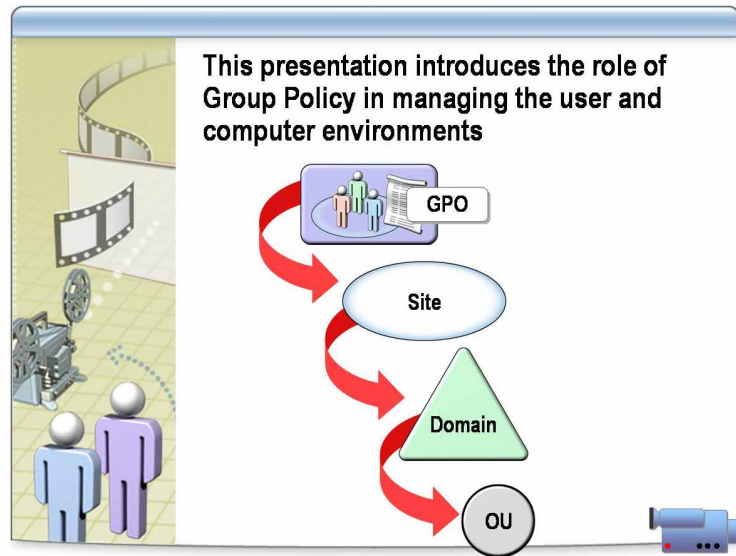 This presentation introduces the role of
Group Policy in managing the user and
computer environments
GPO
Site
Domain
OU